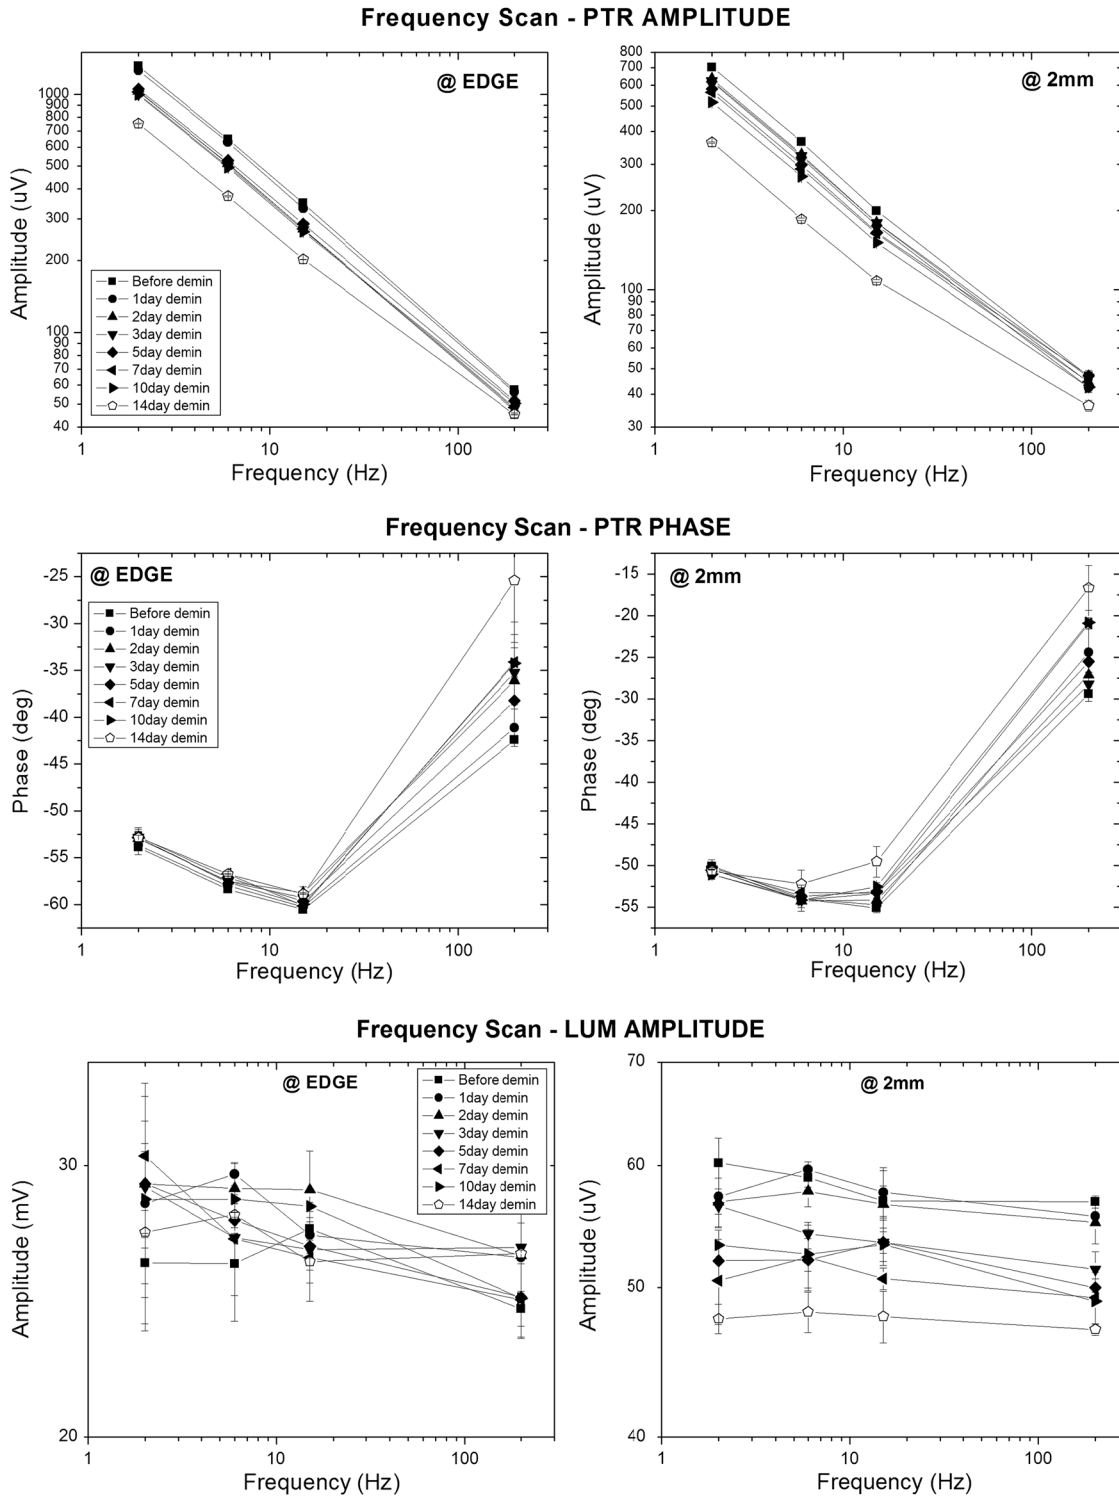 Frequency Scan - PTR AMPLITUDE
@ EDGE
1000
900
800
700
600
500
400
300
200
100
90
80
70
60
50
40
1 10 100
Amplitude (uV)
Frequency (Hz)
Before demin
1day demin
2day demin
3day demin
5day demin
7day demin
10day demin
14day demin
@ 2mm
800
700
600
500
400
300
200
100
90
80
70
60
50
40
30
1 10 100
Amplitude (uV)
Frequency (Hz)
Frequency Scan - PTR PHASE
@ EDGE
-25
-30
-35
-40
-45
-50
-55
-60
1 10 100
Phase (deg)
Frequency (Hz)
Before demin
1day demin
2day demin
3day demin
5day demin
7day demin
10day demin
14day demin
@ 2mm
-15
-20
-25
-30
-35
-40
-45
-50
-55
1 10 100
Phase (deg)
Frequency (Hz)
Frequency Scan - LUM AMPLITUDE
@ EDGE
30
20
1 10 100
Amplitude (mV)
Frequency (Hz)
Before demin
1day demin
2day demin
3day demin
5day demin
7day demin
10day demin
14day demin
@ 2mm
70
60
50
40
1 10 100
Amplitude (uV)
Frequency (Hz)